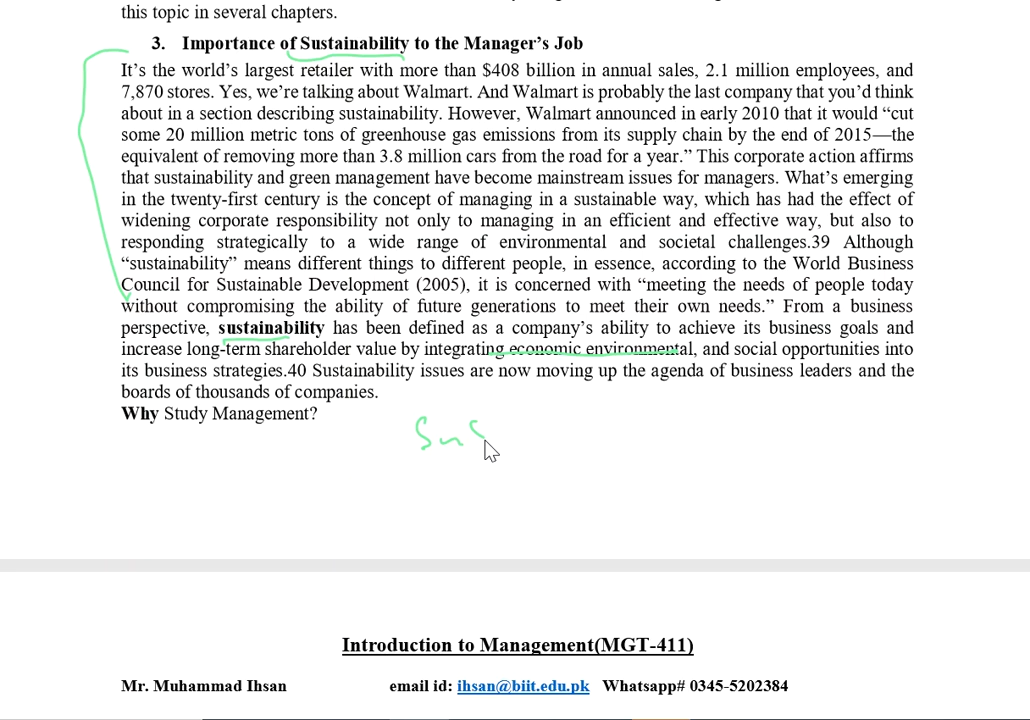 this topic in several chapters.
3. Importance of Sustainability to the Manager’s Job
It’s the world’s largest retailer with more than $408 billion in annual sales, 2.1 million employees, and
7,870 stores. Yes, we’re talking about Walmart. And Walmart is probably the last company that you’d think
about in a section describing sustainability. However, Walmart announced in early 2010 that it would “cut
some 20 million metric tons of greenhouse gas emissions from its supply chain by the end of 2015—the
equivalent of removing more than 3.8 million cars from the road for a year.” This corporate action affirms
that sustainability and green management have become mainstream issues for managers. What’s emerging
in the twenty-first century is the concept of managing in a sustainable way, which has had the effect of
widening corporate responsibility not only to managing in an efficient and effective way, but also to
responding strategically to a wide range of environmental and societal challenges.39 Although
“sustainability” means different things to different people, in essence, according to the World Business
Council for Sustainable Development (2005), it is concerned with “meeting the needs of people today
without compromising the ability of future generations to meet their own needs.” From a business
perspective, sustainability has been defined as a company’s ability to achieve its business goals and
increase long-term shareholder value by integrating economic environmental, and social opportunities into
its business strategies.40 Sustainability issues are now moving up the agenda of business leaders and the
boards of thousands of companies.
Why Study Management?
Sus
Introduction to Management(MGT-411)
Mr. Muhammad Ihsan email id: ihsan@biit.edu.pk Whatsapp# 0345-5202384